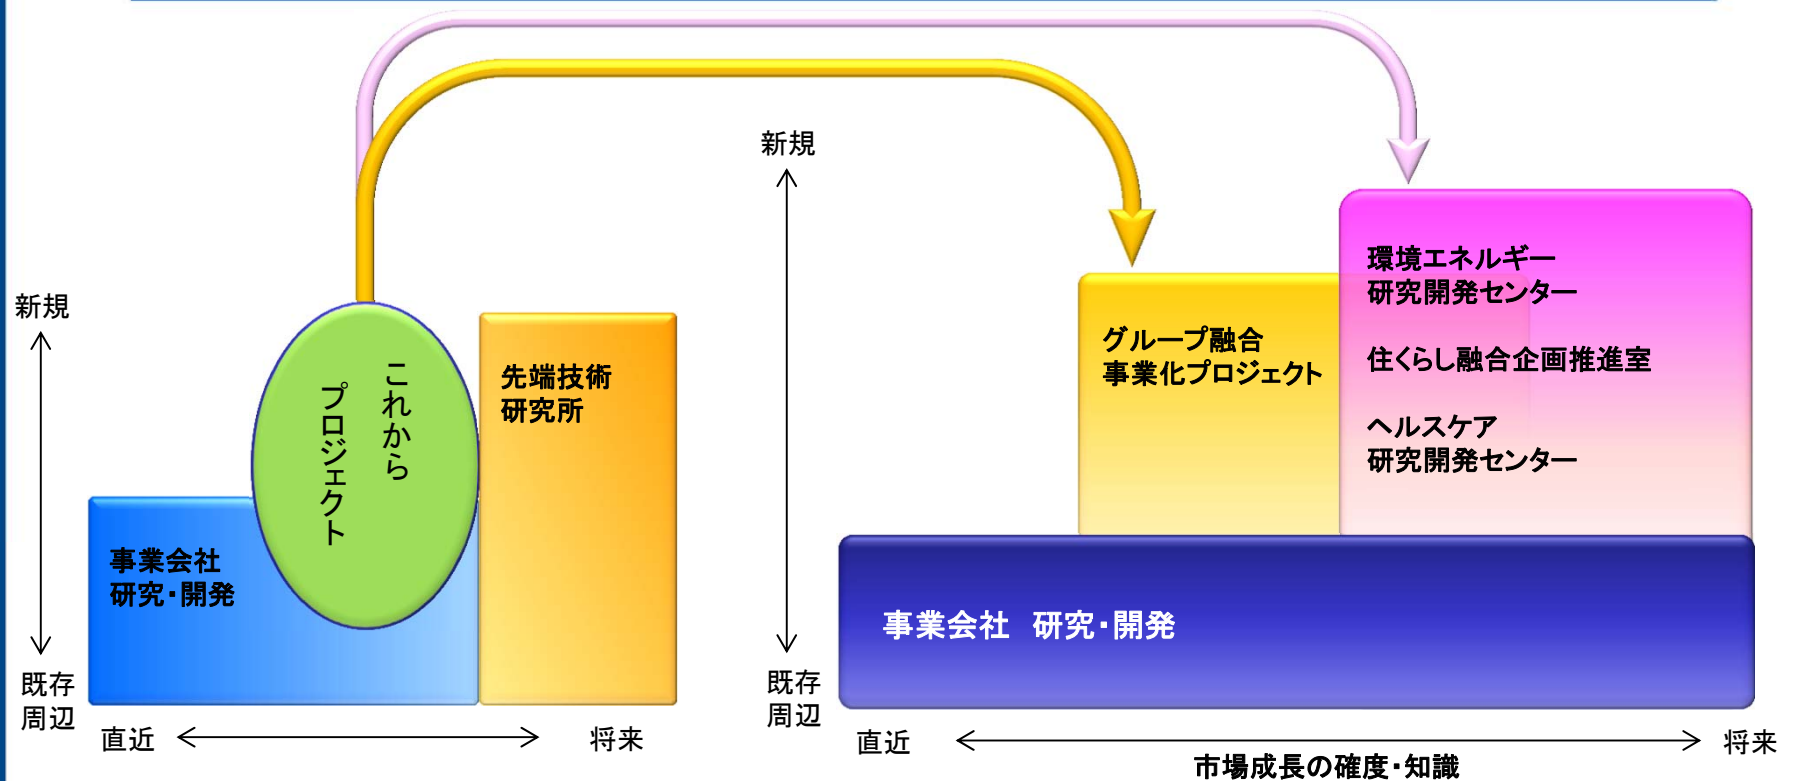 新規
既存
周辺
直近
将来
事業会社
研究・開発
これから
プロジェクト
先端技術
研究所
新規
既存
周辺
直近
将来
市場成長の確度・知識
グループ融合
事業化プロジェクト
環境エネルギー
研究開発センター
住くらし融合企画推進室
ヘルスケア
研究開発センター
事業会社　研究・開発